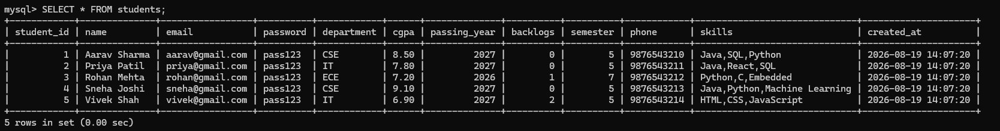 mysql> SELECT * FROM students;
+------------+--------------+-----------------+----------+------------+------+--------------+----------+----------+------------+------------------------------+---------------------+
| student_id | name         | email           | password | department | cgpa | passing_year | backlogs | semester | phone      | skills                       | created_at          |
+------------+--------------+-----------------+----------+------------+------+--------------+----------+----------+------------+------------------------------+---------------------+
|          1 | Aarav Sharma | aarav@gmail.com | pass123  | CSE        | 8.50 |         2027 |        0 |        5 | 9876543210 | Java,SQL,Python              | 2026-08-19 14:07:20 |
|          2 | Priya Patil  | priya@gmail.com | pass123  | IT         | 7.80 |         2027 |        0 |        5 | 9876543211 | Java,React,SQL               | 2026-08-19 14:07:20 |
|          3 | Rohan Mehta  | rohan@gmail.com | pass123  | ECE        | 7.20 |         2026 |        1 |        7 | 9876543212 | Python,C,Embedded            | 2026-08-19 14:07:20 |
|          4 | Sneha Joshi  | sneha@gmail.com | pass123  | CSE        | 9.10 |         2027 |        0 |        5 | 9876543213 | Java,Python,Machine Learning | 2026-08-19 14:07:20 |
|          5 | Vivek Shah   | vivek@gmail.com | pass123  | IT         | 6.90 |         2027 |        2 |        5 | 9876543214 | HTML,CSS,JavaScript          | 2026-08-19 14:07:20 |
+------------+--------------+-----------------+----------+------------+------+--------------+----------+----------+------------+------------------------------+---------------------+
5 rows in set (0.00 sec)